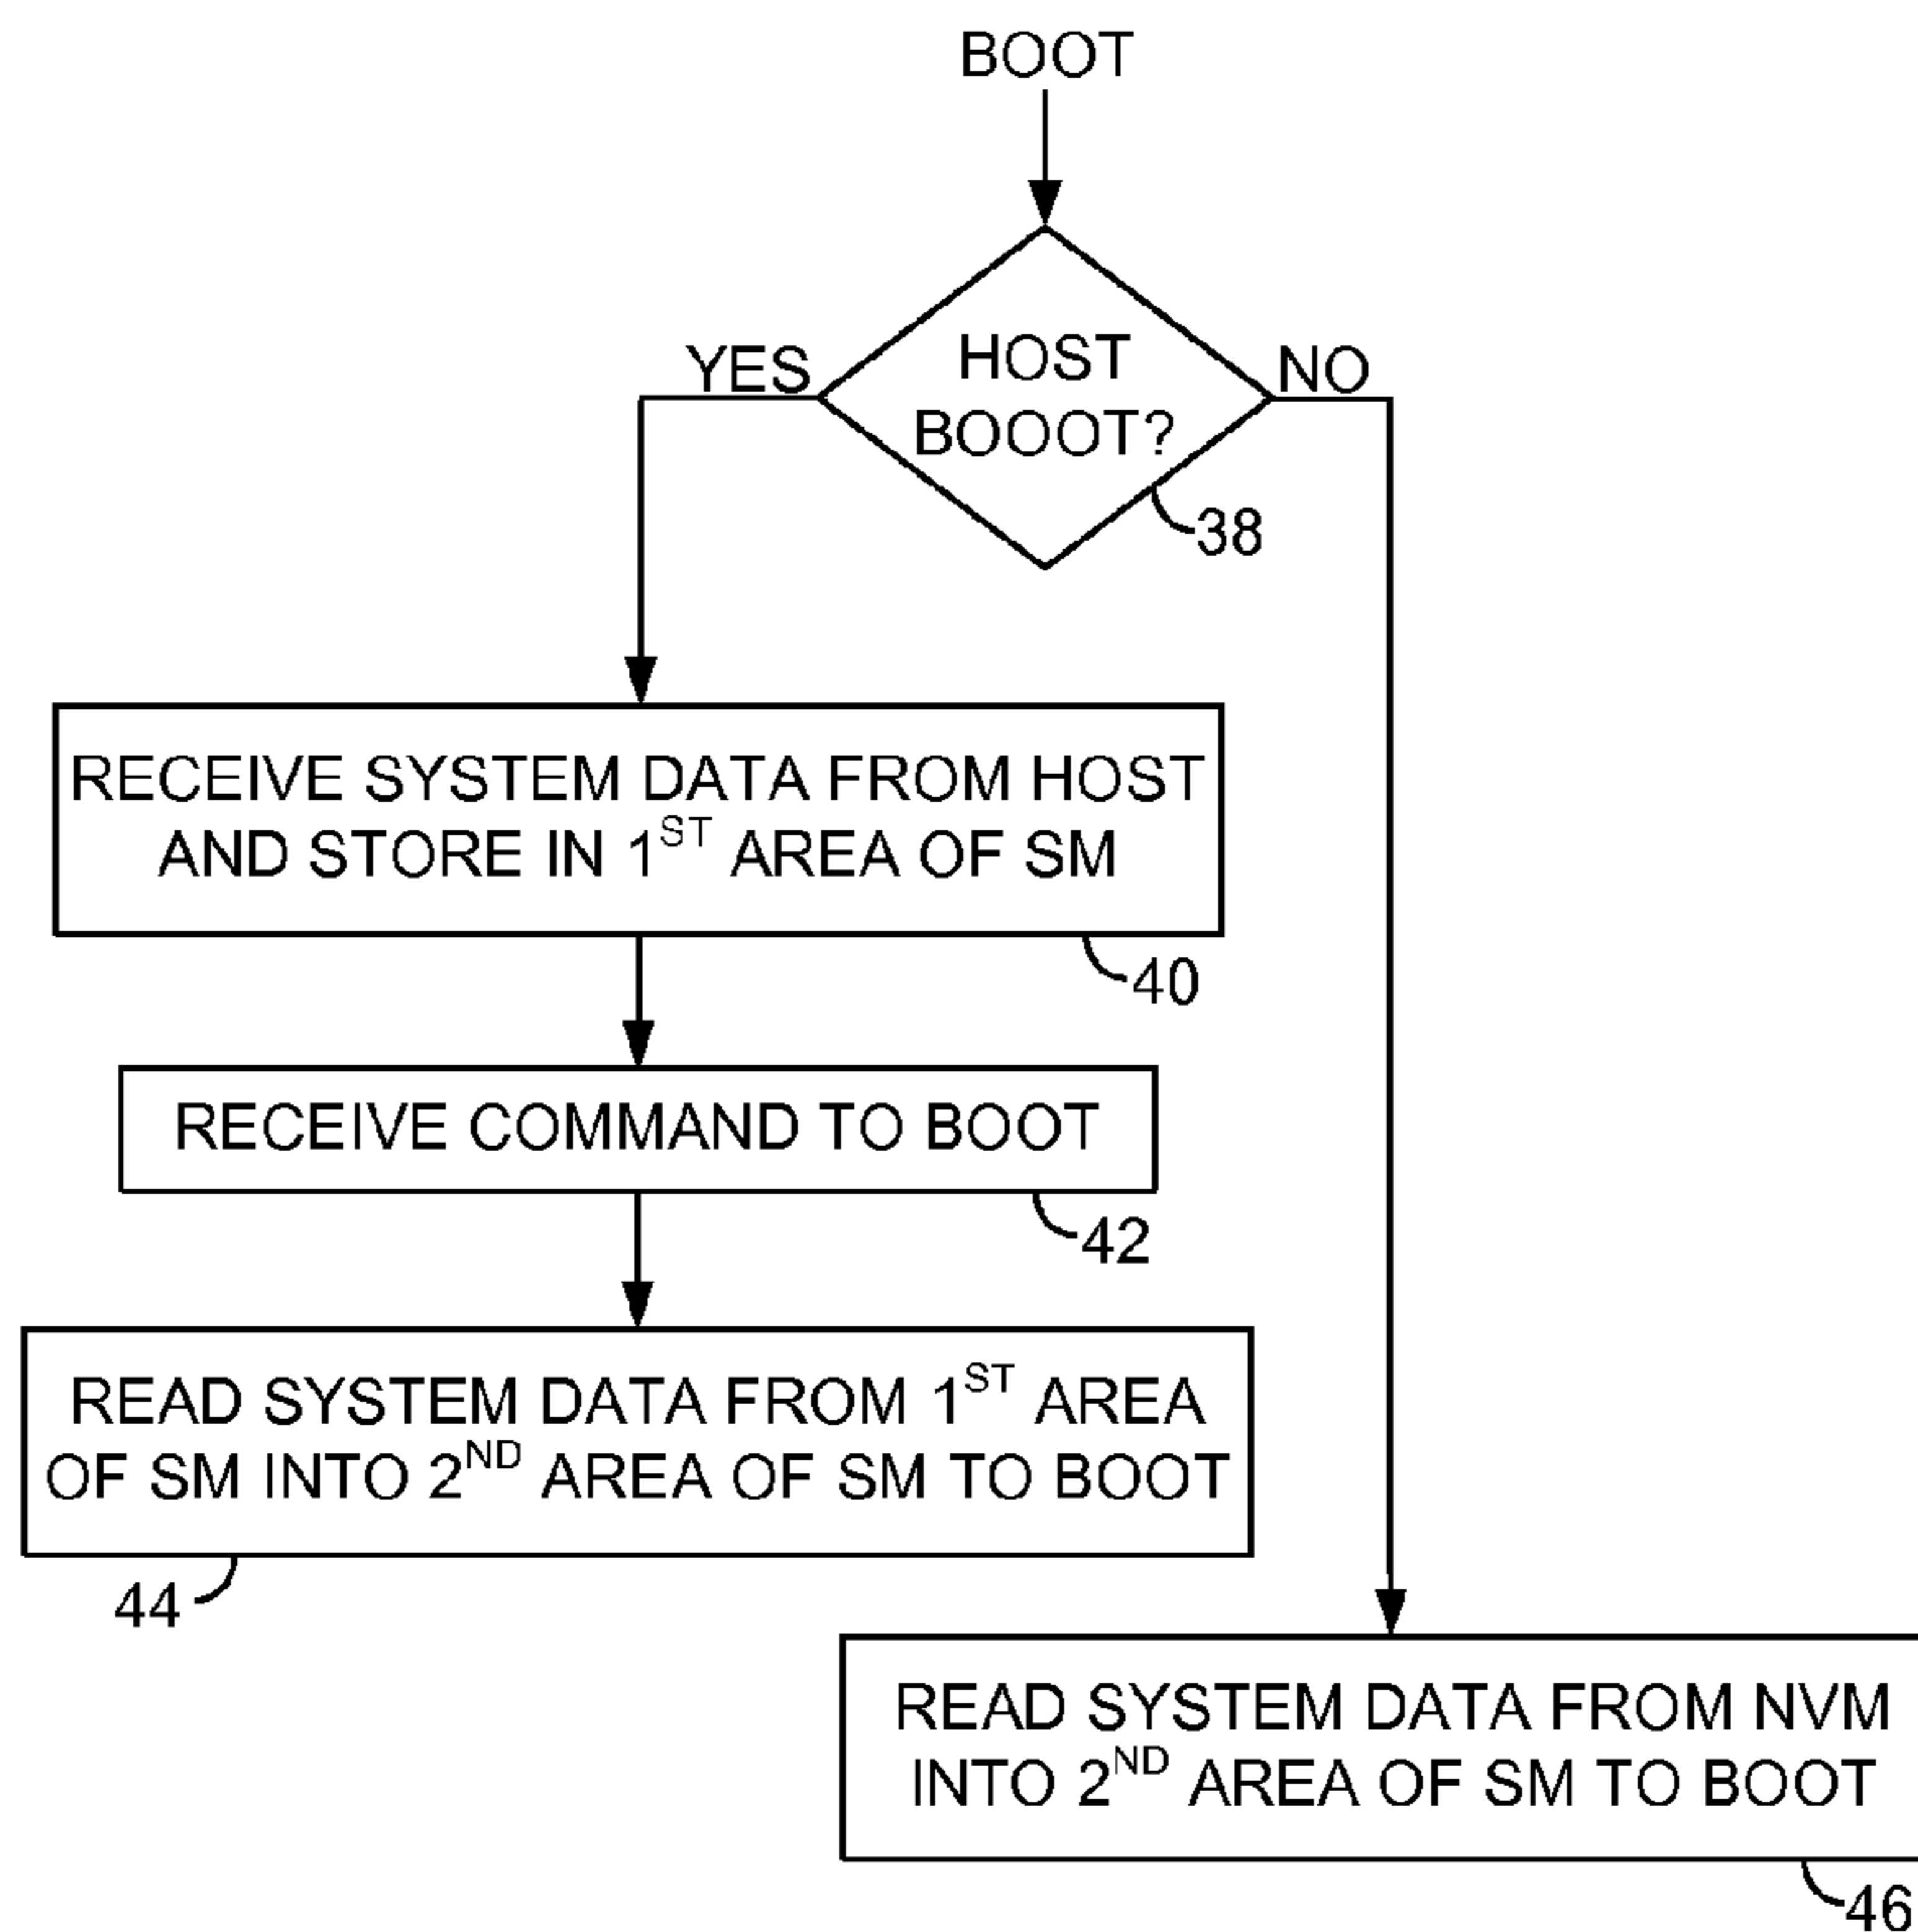 BOOT
HOST
BOOOT?
YES
NO
38
RECEIVE SYSTEM DATA FROM HOST
AND STORE IN 1ST AREA OF SM
40
RECEIVE COMMAND TO BOOT
42
READ SYSTEM DATA FROM 1ST AREA
OF SM INTO 2ND AREA OF SM TO BOOT
44
READ SYSTEM DATA FROM NVM
INTO 2ND AREA OF SM TO BOOT
46